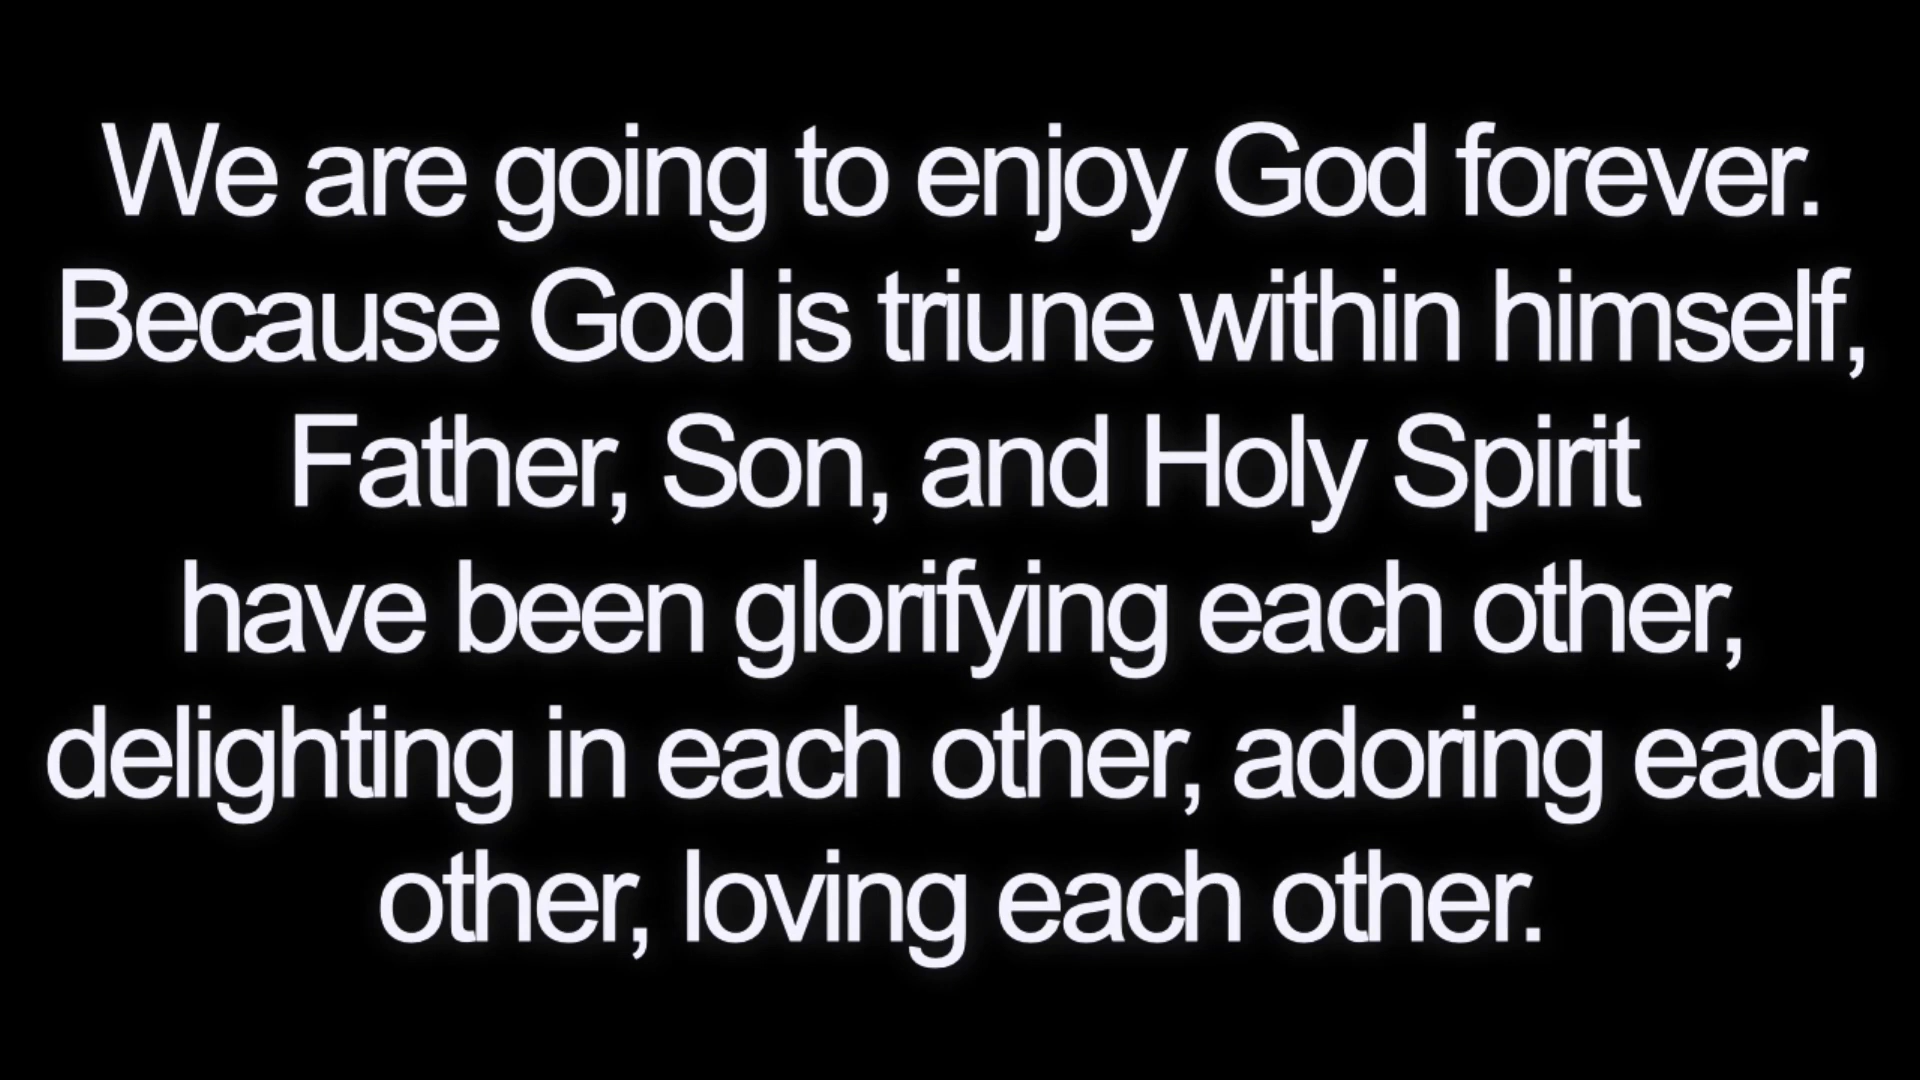 We are going to enjoy God forever.
Because God is triune within himself,
Father, Son, and Holy Spirit
have been glorifying each other,
delighting in each other, adoring each
other, loving each other.